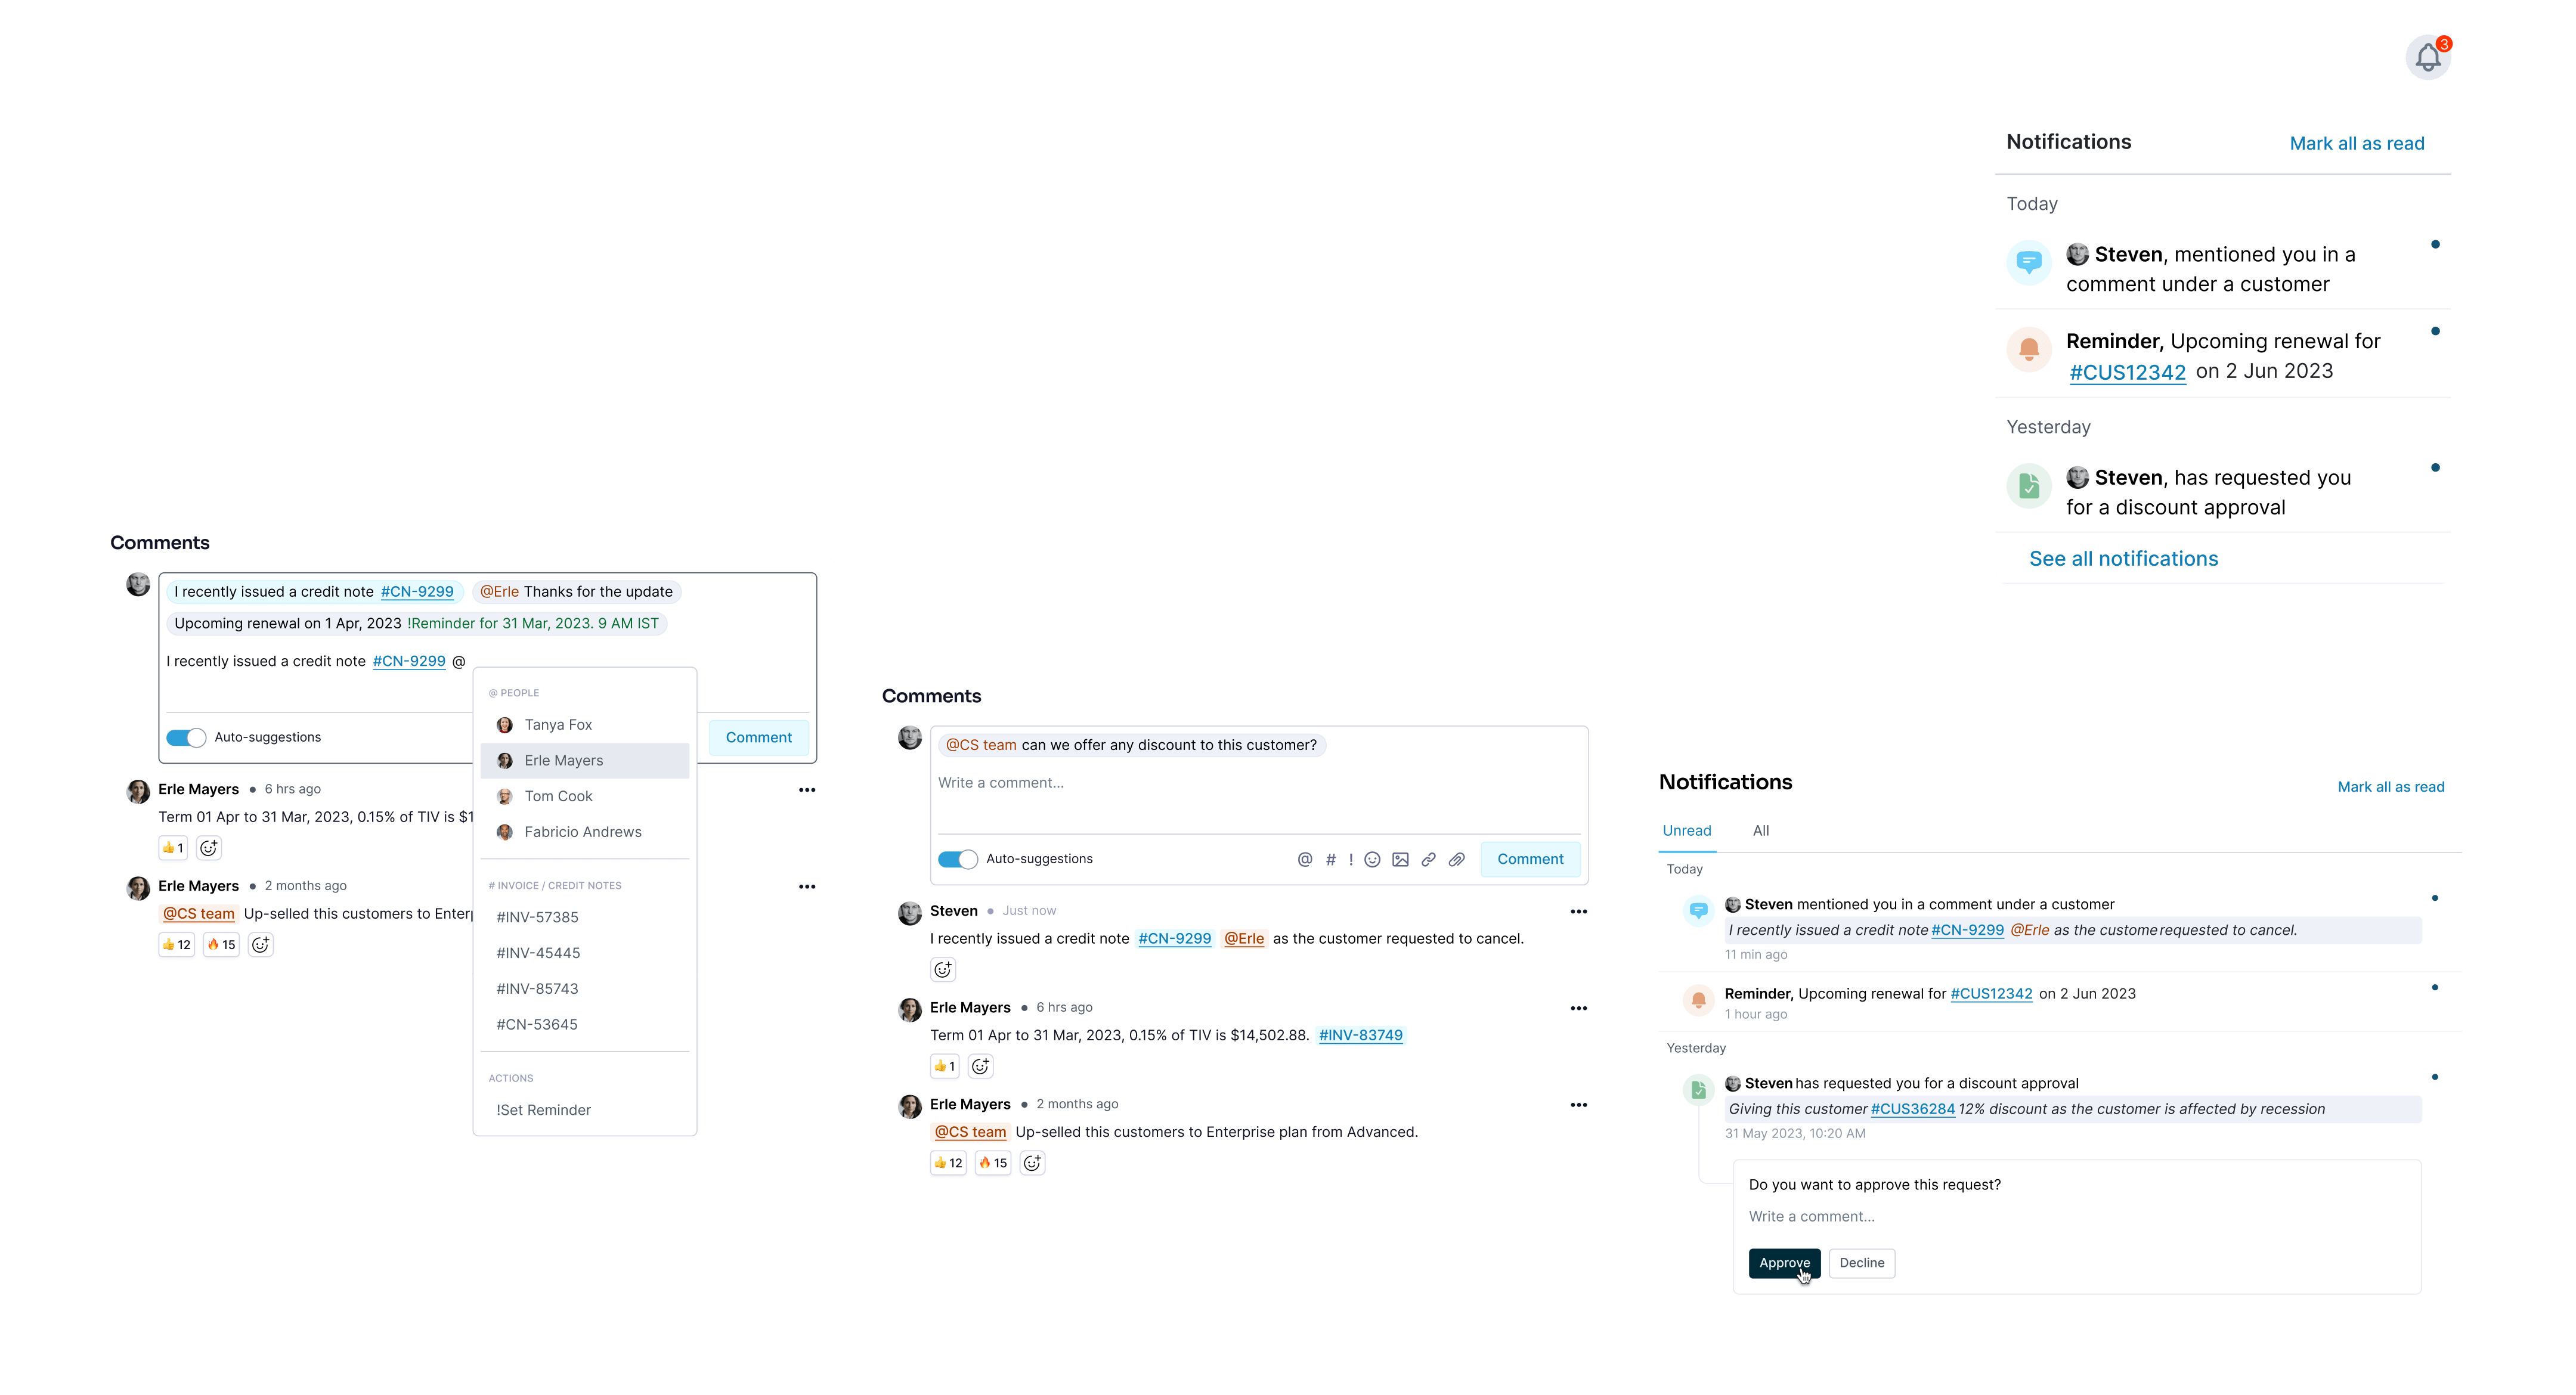 3
Notifications
Mark all as read
Today
Steven, mentioned you in a
comment under a customer
Reminder, Upcoming renewal for
#CUS12342 on 2 Jun 2023
Yesterday
Steven, has requested you
for a discount approval
See all notifications
Comments
I recently issued a credit note #CN-9299
@Erle Thanks for the update
Upcoming renewal on 1 Apr, 2023 !Reminder for 31 Mar, 2023. 9 AM IST
I recently issued a credit note #CN-9299 @
Auto-suggestions
Comment
@ PEOPLE
Tanya Fox
Erle Mayers
Tom Cook
Fabricio Andrews
# INVOICE / CREDIT NOTES
#INV-57385
#INV-45445
#INV-85743
#CN-53645
ACTIONS
!Set Reminder
Erle Mayers • 6 hrs ago
Term 01 Apr to 31 Mar, 2023, 0.15% of TIV is $1
1
Erle Mayers • 2 months ago
@CS team Up-selled this customers to Enter
12 15
Comments
@CS team can we offer any discount to this customer?
Write a comment...
Auto-suggestions
@ # !
Comment
Steven • Just now
I recently issued a credit note #CN-9299 @Erle as the customer requested to cancel.
Erle Mayers • 6 hrs ago
Term 01 Apr to 31 Mar, 2023, 0.15% of TIV is $14,502.88. #INV-83749
1
Erle Mayers • 2 months ago
@CS team Up-selled this customers to Enterprise plan from Advanced.
12 15
Notifications
Mark all as read
Unread
All
Today
Steven mentioned you in a comment under a customer
I recently issued a credit note #CN-9299 @Erle as the custome requested to cancel.
11 min ago
Reminder, Upcoming renewal for #CUS12342 on 2 Jun 2023
1 hour ago
Yesterday
Steven has requested you for a discount approval
Giving this customer #CUS36284 12% discount as the customer is affected by recession
31 May 2023, 10:20 AM
Do you want to approve this request?
Write a comment...
Approve
Decline